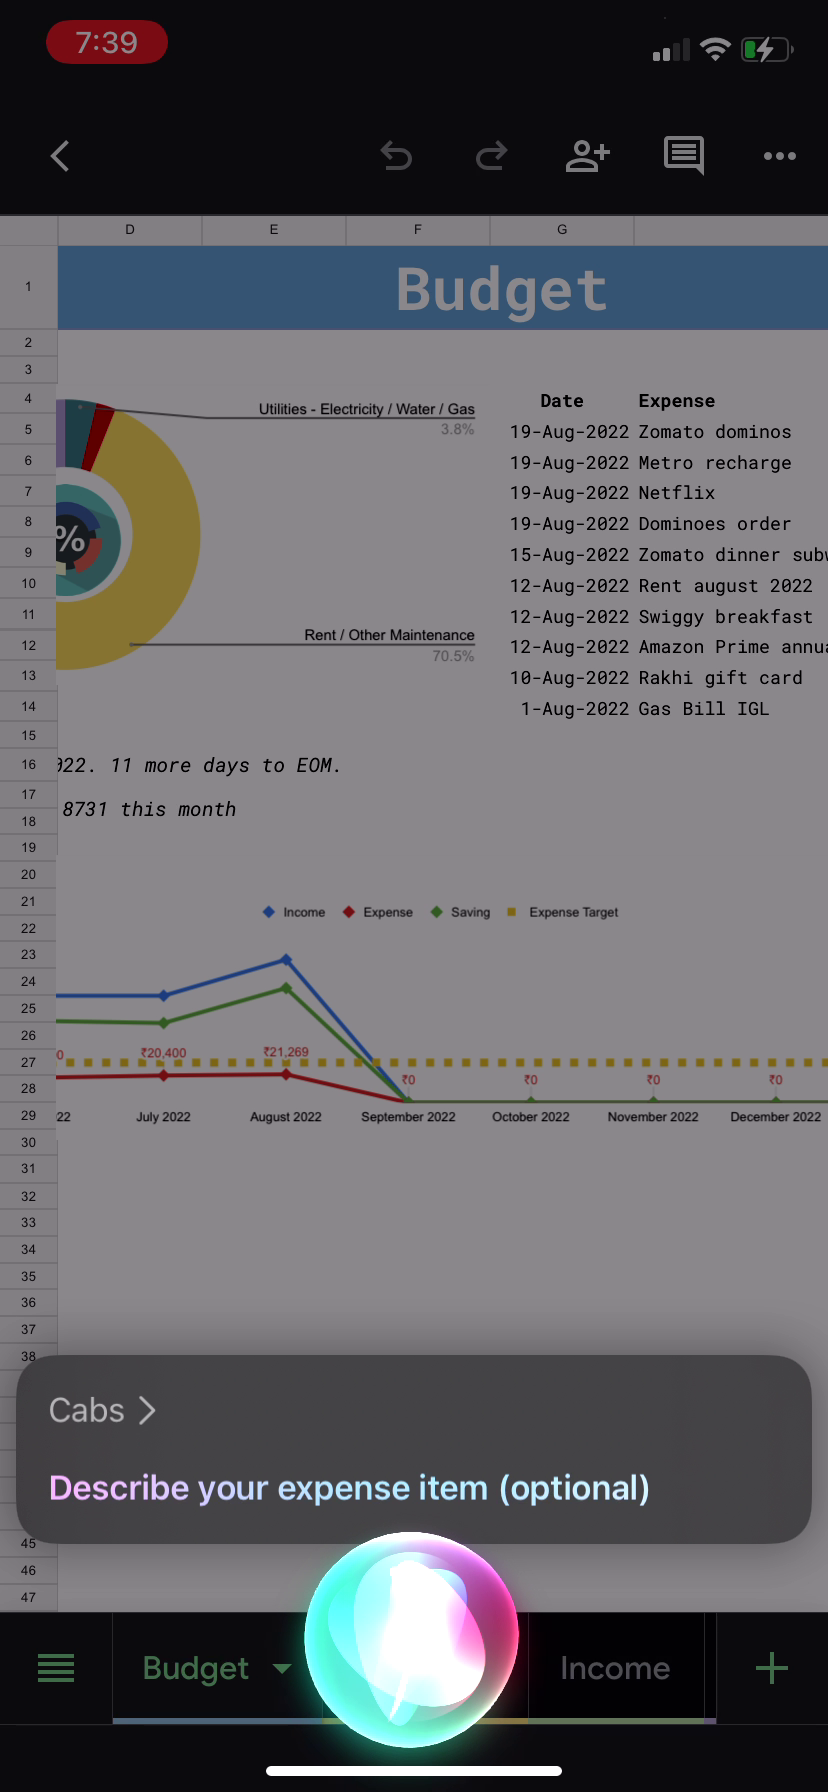 7:39
D E F G
1 Budget
2
3
4 Utilities - Electricity / Water / Gas Date Expense
5 3.8% 19-Aug-2022 Zomato dominos
6 19-Aug-2022 Metro recharge
7 19-Aug-2022 Netflix
8 % 19-Aug-2022 Dominoes order
9 15-Aug-2022 Zomato dinner
10 12-Aug-2022 Rent august 2022
11 12-Aug-2022 Swiggy breakfast
12 Rent / Other Maintenance 12-Aug-2022 Amazon Prime
13 70.5% 10-Aug-2022 Rakhi gift card
14 1-Aug-2022 Gas Bill IGL
15
16 022. 11 more days to EOM.
17
18 8731 this month
19
20
21 Income Expense Saving Expense Target
22
23
24
25
26
27 0 ₹20,400 ₹21,269
28 ₹0 ₹0 ₹0 ₹0
29 22 July 2022 August 2022 September 2022 October 2022 November 2022 December 2022
30
31
32
33
34
35
36
37
38
Cabs >
Describe your expense item (optional)
45
46
47
Budget Income +